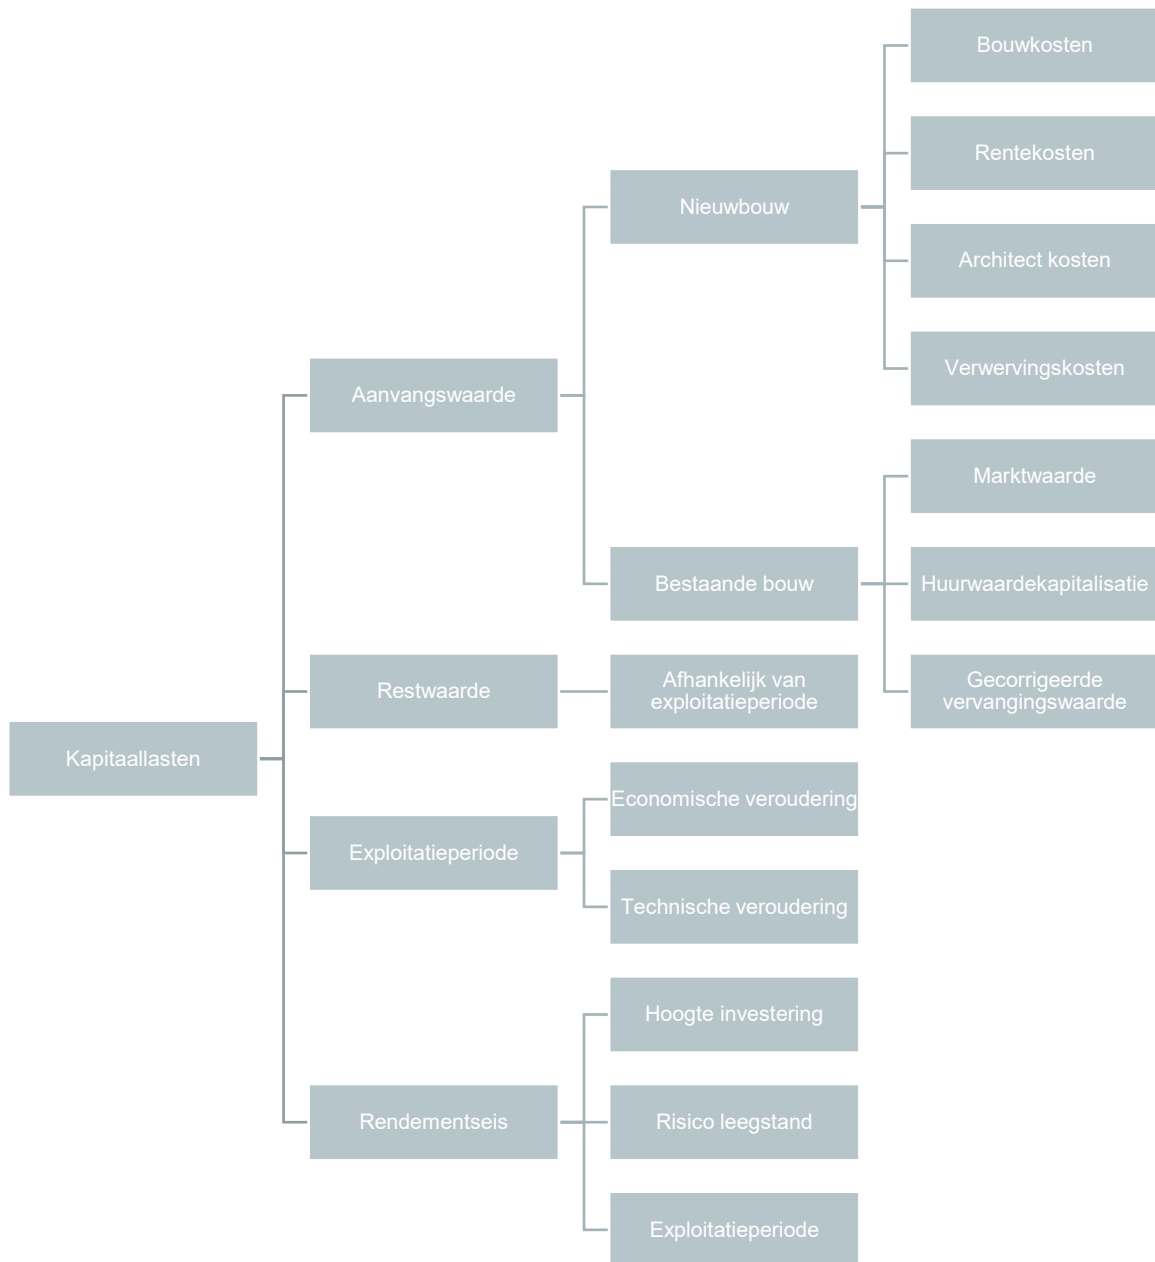 Bouwkosten
Rentekosten
Nieuwbouw
Architect kosten
Verwervingskosten
Aanvangswaarde
Marktwaarde
Bestaande bouw
Huurwaardekapitalisatie
Gecorrigeerde
vervangingswaarde
Restwaarde
Afhankelijk van
exploitatieperiode
Kapitaallasten
Economische veroudering
Exploitatieperiode
Technische veroudering
Hoogte investering
Rendementseis
Risico leegstand
Exploitatieperiode